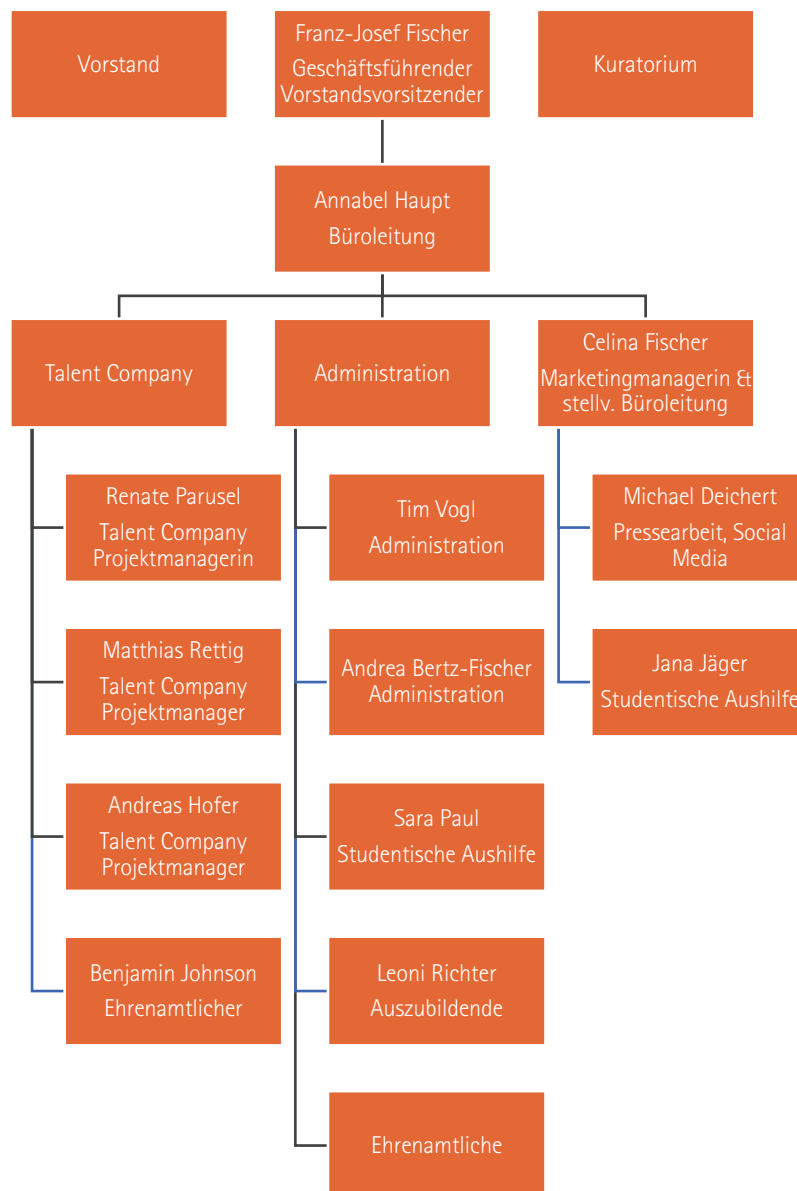 Vorstand
Franz-Josef Fischer
Geschäftsführender
Vorstandsvorsitzender
Kuratorium
Annabel Haupt
Büroleitung
Talent Company
Administration
Celina Fischer
Marketingmanagerin &
stellv. Büroleitung
Renate Parusel
Talent Company
Projektmanagerin
Tim Vogl
Administration
Michael Deichert
Pressearbeit, Social
Media
Matthias Rettig
Talent Company
Projektmanager
Andrea Bertz-Fischer
Administration
Jana Jäger
Studentische Aushilfe
Andreas Hofer
Talent Company
Projektmanager
Sara Paul
Studentische Aushilfe
Benjamin Johnson
Ehrenamtlicher
Leoni Richter
Auszubildende
Ehrenamtliche